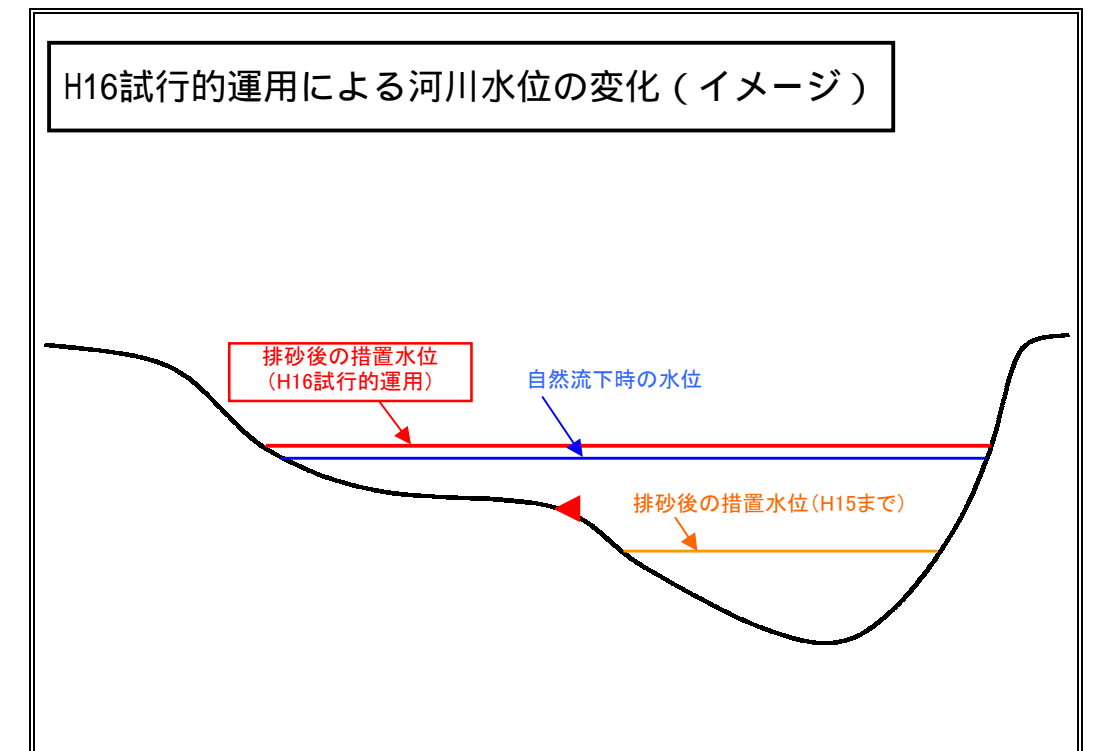 H16試行的運用による河川水位の変化(イメージ)
排砂後の措置水位
(H16試行的運用)
自然流下時の水位
排砂後の措置水位(H15まで)